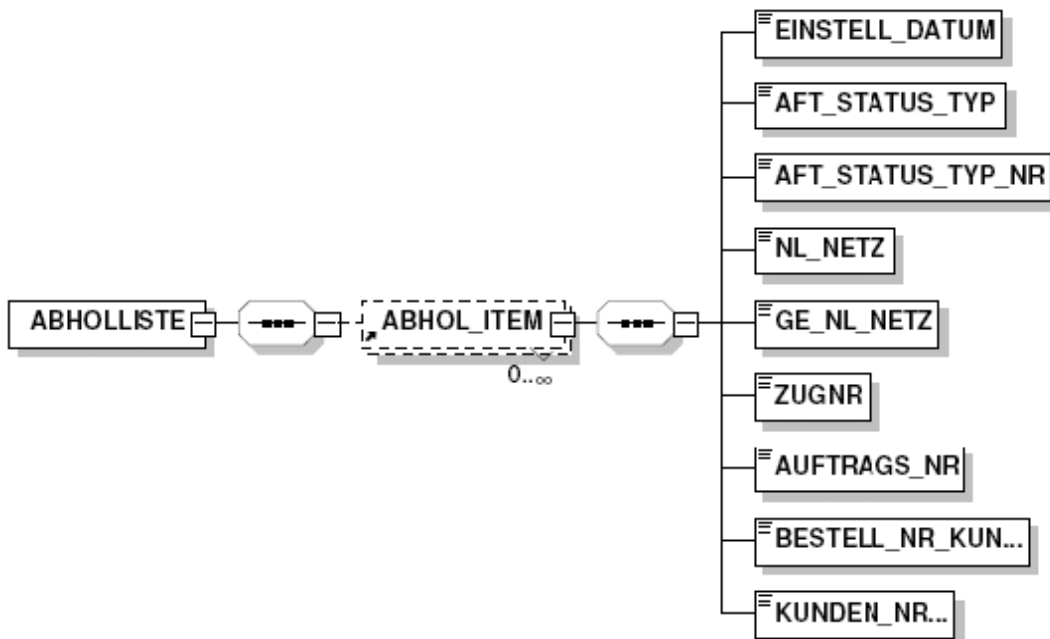 EINSTELL_DATUM
AFT_STATUS_TYP
AFT_STATUS_TYP_NR
NL_NETZ
ABHOLLISTE
ABHOL_ITEM
GE_NL_NETZ
0..∞
ZUGNR
AUFTRAGS_NR
BESTELL_NR_KUN...
KUNDEN_NR...